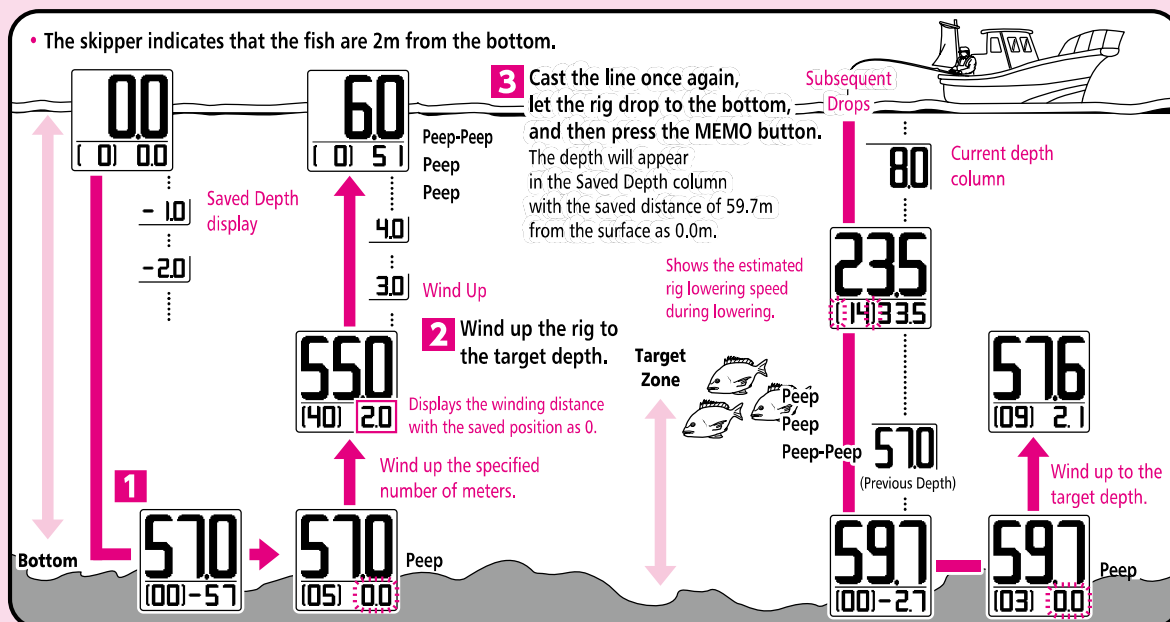 • The skipper indicates that the fish are 2m from the bottom.
0.0
( 0) 0.0
- 1.0
- 2.0
Saved Depth
display
1
Bottom
57.0
(00)-57
57.0
(05) 0.0
Peep
Wind up the specified
number of meters.
55.0
(40) 2.0
Displays the winding distance
with the saved position as 0.
2 Wind up the rig to
the target depth.
3.0
Wind Up
4.0
6.0
( 0) 51
Peep-Peep
Peep
Peep
3 Cast the line once again,
let the rig drop to the bottom,
and then press the MEMO button.
The depth will appear
in the Saved Depth column
with the saved distance of 59.7m
from the surface as 0.0m.
Subsequent
Drops
8.0
Current depth
column
Shows the estimated
rig lowering speed
during lowering.
23.5
(14)33.5
Target
Zone
Peep
Peep
Peep-Peep
57.0
(Previous Depth)
59.7
(00)-2.7
59.7
(03) 0.0
Peep
Wind up to the
target depth.
57.6
(09) 2.1